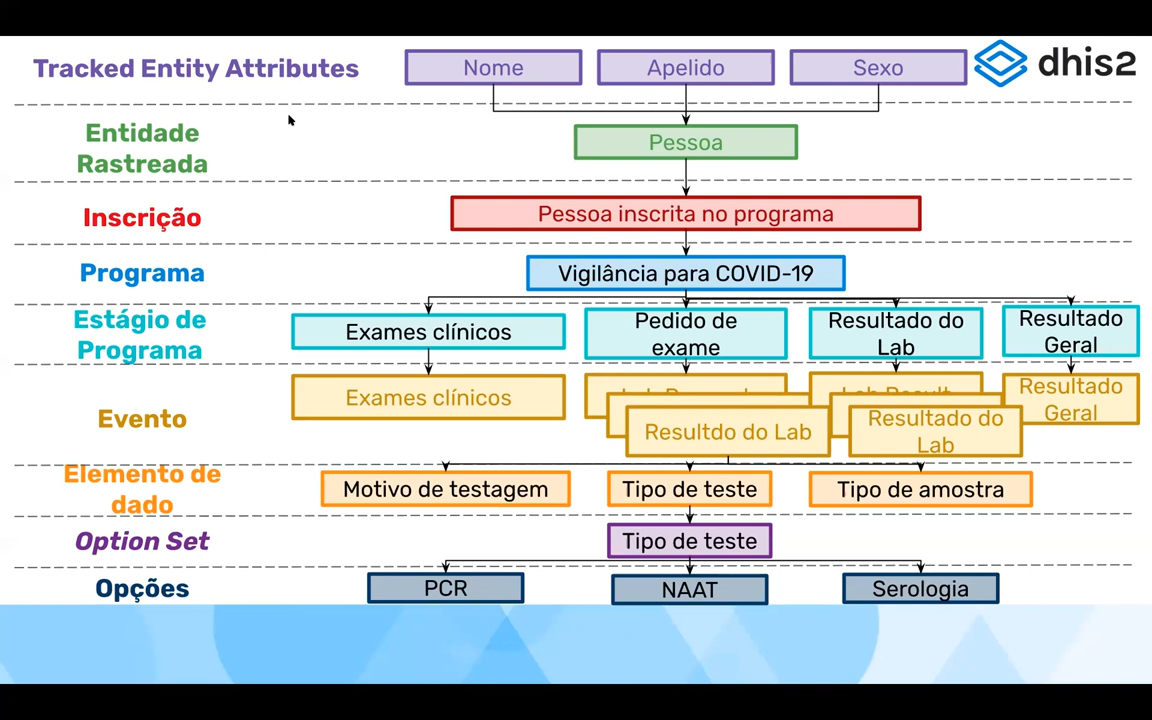 Tracked Entity Attributes
Nome
Apelido
Sexo
dhis2
Entidade
Rastreada
Pessoa
Inscrição
Pessoa inscrita no programa
Programa
Vigilância para COVID-19
Estágio de
Programa
Exames clínicos
Pedido de
exame
Resultado do
Lab
Resultado
Geral
Evento
Exames clínicos
Resultdo do Lab
Lab Result
Resultado do
Lab
Resultado
Geral
Elemento de
dado
Motivo de testagem
Tipo de teste
Tipo de amostra
Option Set
Tipo de teste
Opções
PCR
NAAT
Serologia